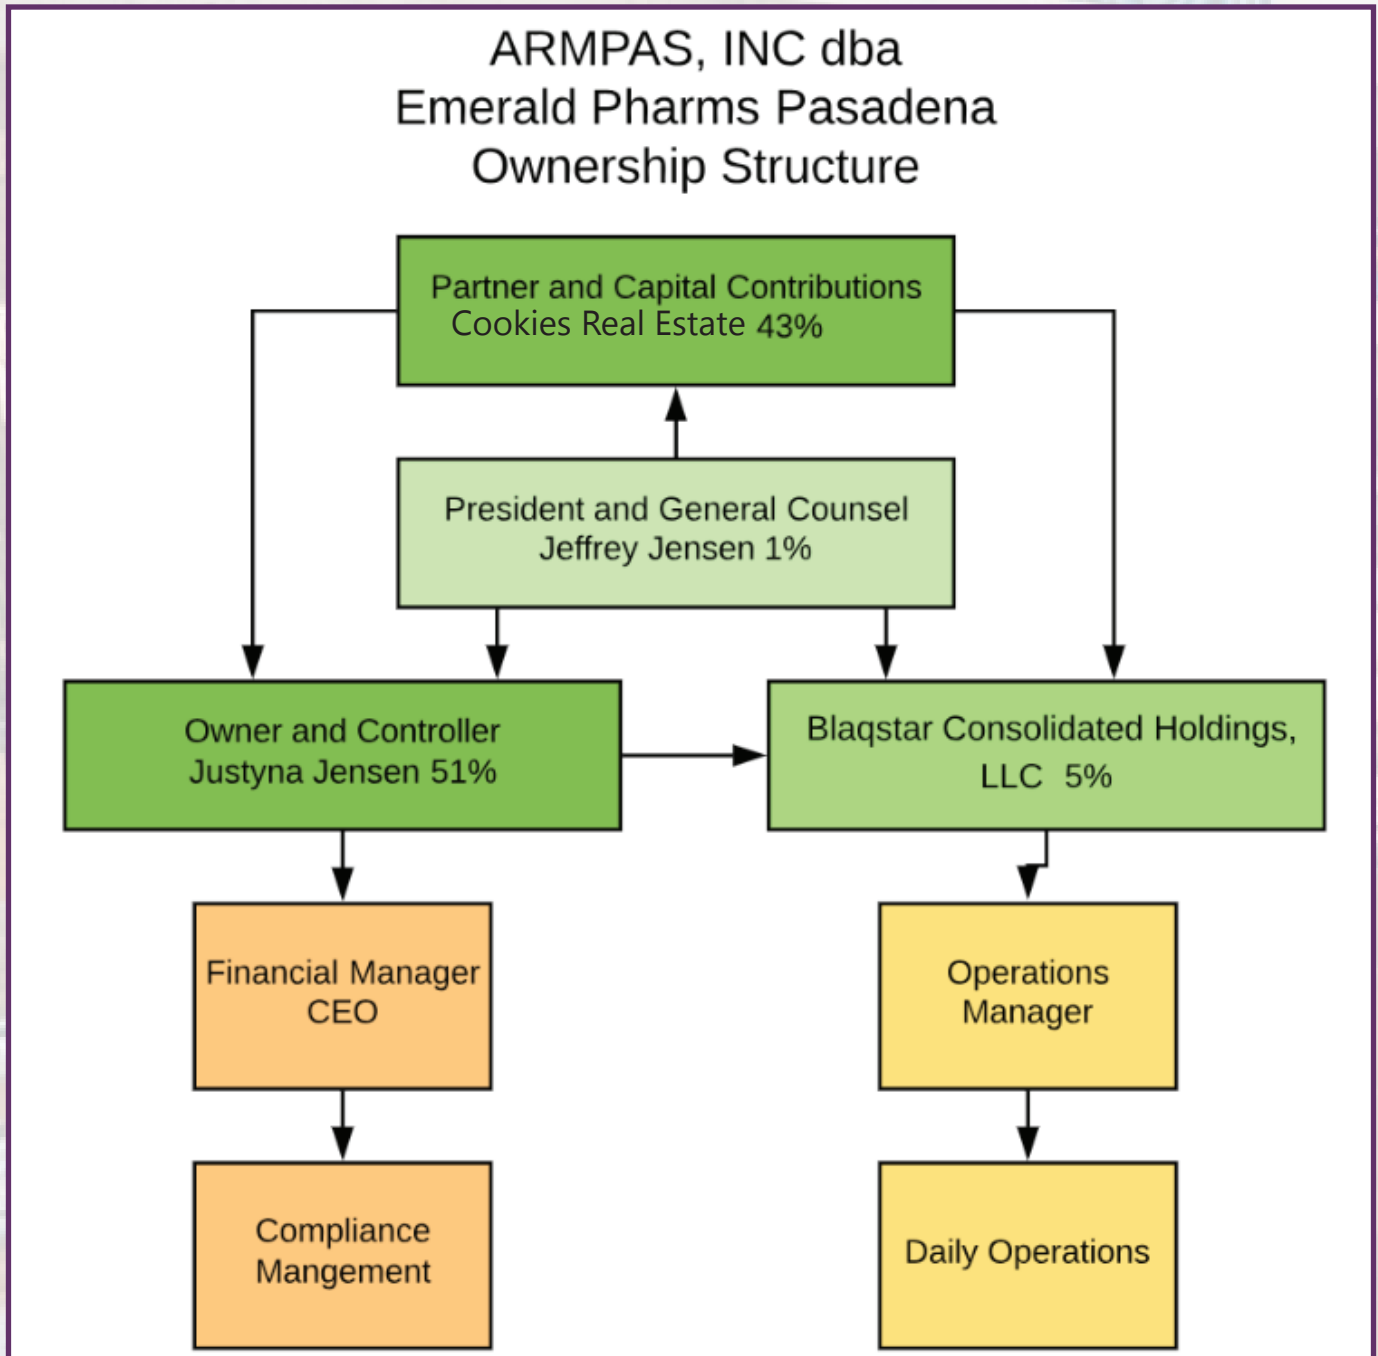 ARMPAS, INC dba
Emerald Pharms Pasadena
Ownership Structure
Partner and Capital Contributions
Cookies Real Estate 43%
President and General Counsel
Jeffrey Jensen 1%
Owner and Controller
Justyna Jensen 51%
Blaqstar Consolidated Holdings,
LLC 5%
Financial Manager
CEO
Operations
Manager
Compliance
Mangement
Daily Operations